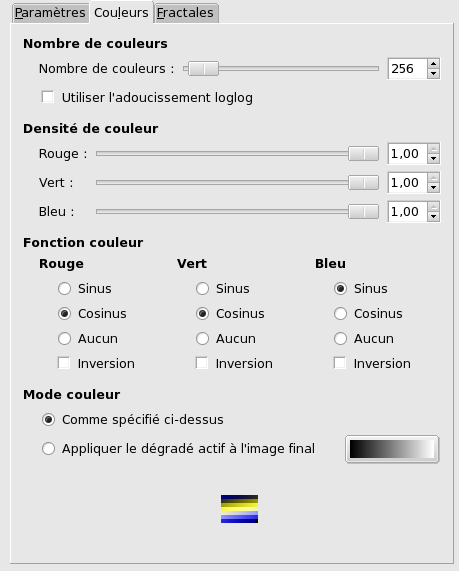 Paramètres Couleurs Fractales
Nombre de couleurs
Nombre de couleurs : 256
Utiliser l'adoucissement loglog
Densité de couleur
Rouge : 1,00
Vert : 1,00
Bleu : 1,00
Fonction couleur
Rouge Vert Bleu
Sinus Sinus Sinus
Cosinus Cosinus Cosinus
Aucun Aucun Aucun
Inversion Inversion Inversion
Mode couleur
Comme spécifié ci-dessus
Appliquer le dégradé actif à l'image final